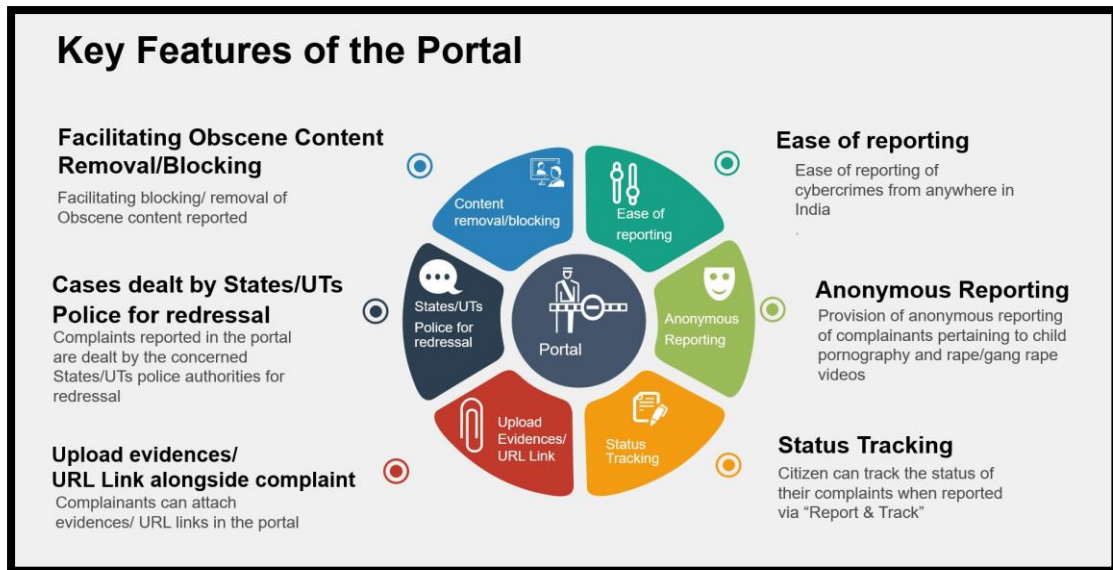 Key Features of the Portal
Facilitating Obscene Content
Removal/Blocking
Facilitating blocking/ removal of
Obscene content reported
Cases dealt by States/UTs
Police for redressal
Complaints reported in the portal
are dealt by the concerned
States/UTs police authorities for
redressal
Upload evidences/
URL Link alongside complaint
Complainants can attach
evidences/ URL links in the portal
Content
removal/blocking
Ease of
reporting
States/UTs
Police for
redressal
Portal
Anonymous
Reporting
Upload
Evidences/
URL Link
Status
Tracking
Ease of reporting
Ease of reporting of
cybercrimes from anywhere in
India
.
Anonymous Reporting
Provision of anonymous reporting
of complainants pertaining to child
pornography and rape/gang rape
videos
Status Tracking
Citizen can track the status of
their complaints when reported
via “Report & Track”